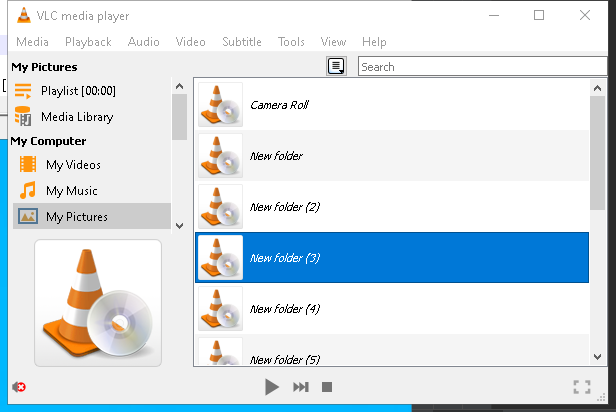 VLC media player
Media Playback Audio Video Subtitle Tools View Help
My Pictures
Search
Playlist [00:00]
Media Library
My Computer
My Videos
My Music
My Pictures
Camera Roll
New folder
New folder (2)
New folder (3)
New folder (4)
New folder (5)